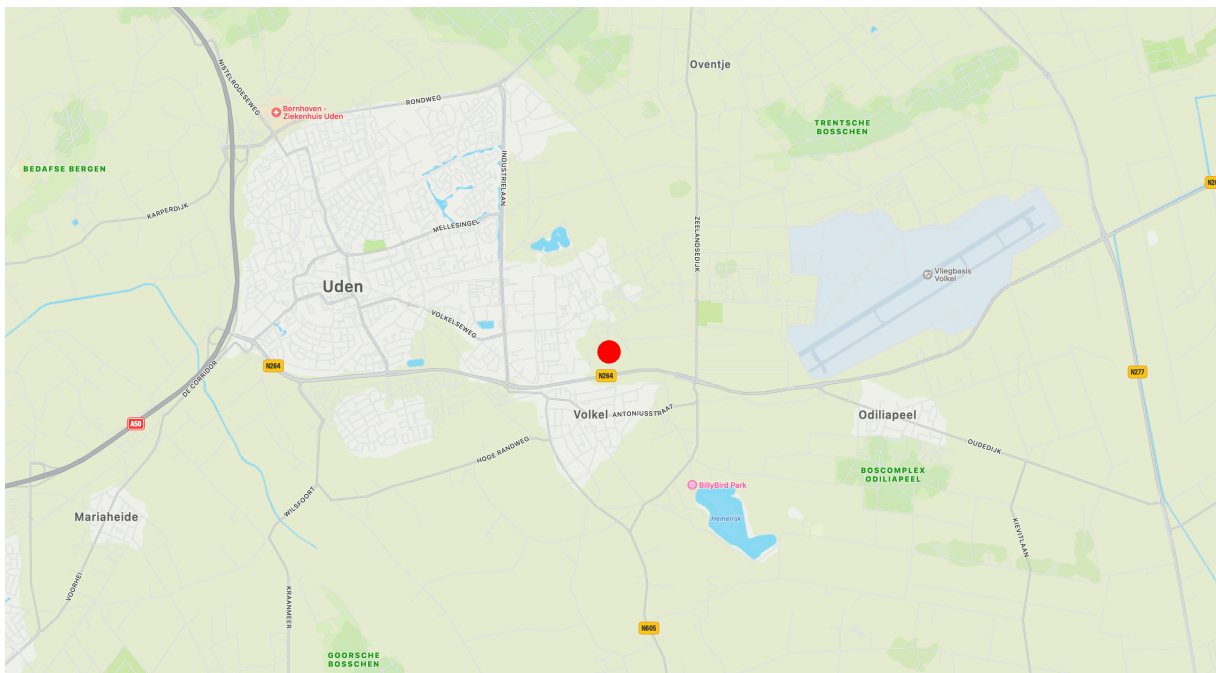 Oventje
NISTELRODESEWEG
RONDWEG
Bernhoven -
Ziekenhuis Uden
TRENTSCHE
BOSSCHEN
BEDAFSE BERGEN
INDUSTRIELAAN
KARPERDIJK
MELLESINGEL
ZEELANDSEDIJK
Vliegbasis
Volkel
Uden
VOLKELSEWEG
N264
DE CORRIDOR
N264
N277
A50
Volkel
ANTONIUSSTRAAT
Odiliapeel
HOGE RANDWEG
OUDEDIJK
BOSCOMPLEX
ODILIAPEEL
BillyBird Park
WILSFOORT
Hemelrijk
Mariaheide
KIEVITLAAN
VOORHEI
KRAANMEER
N605
GOORSCHE
BOSSCHEN